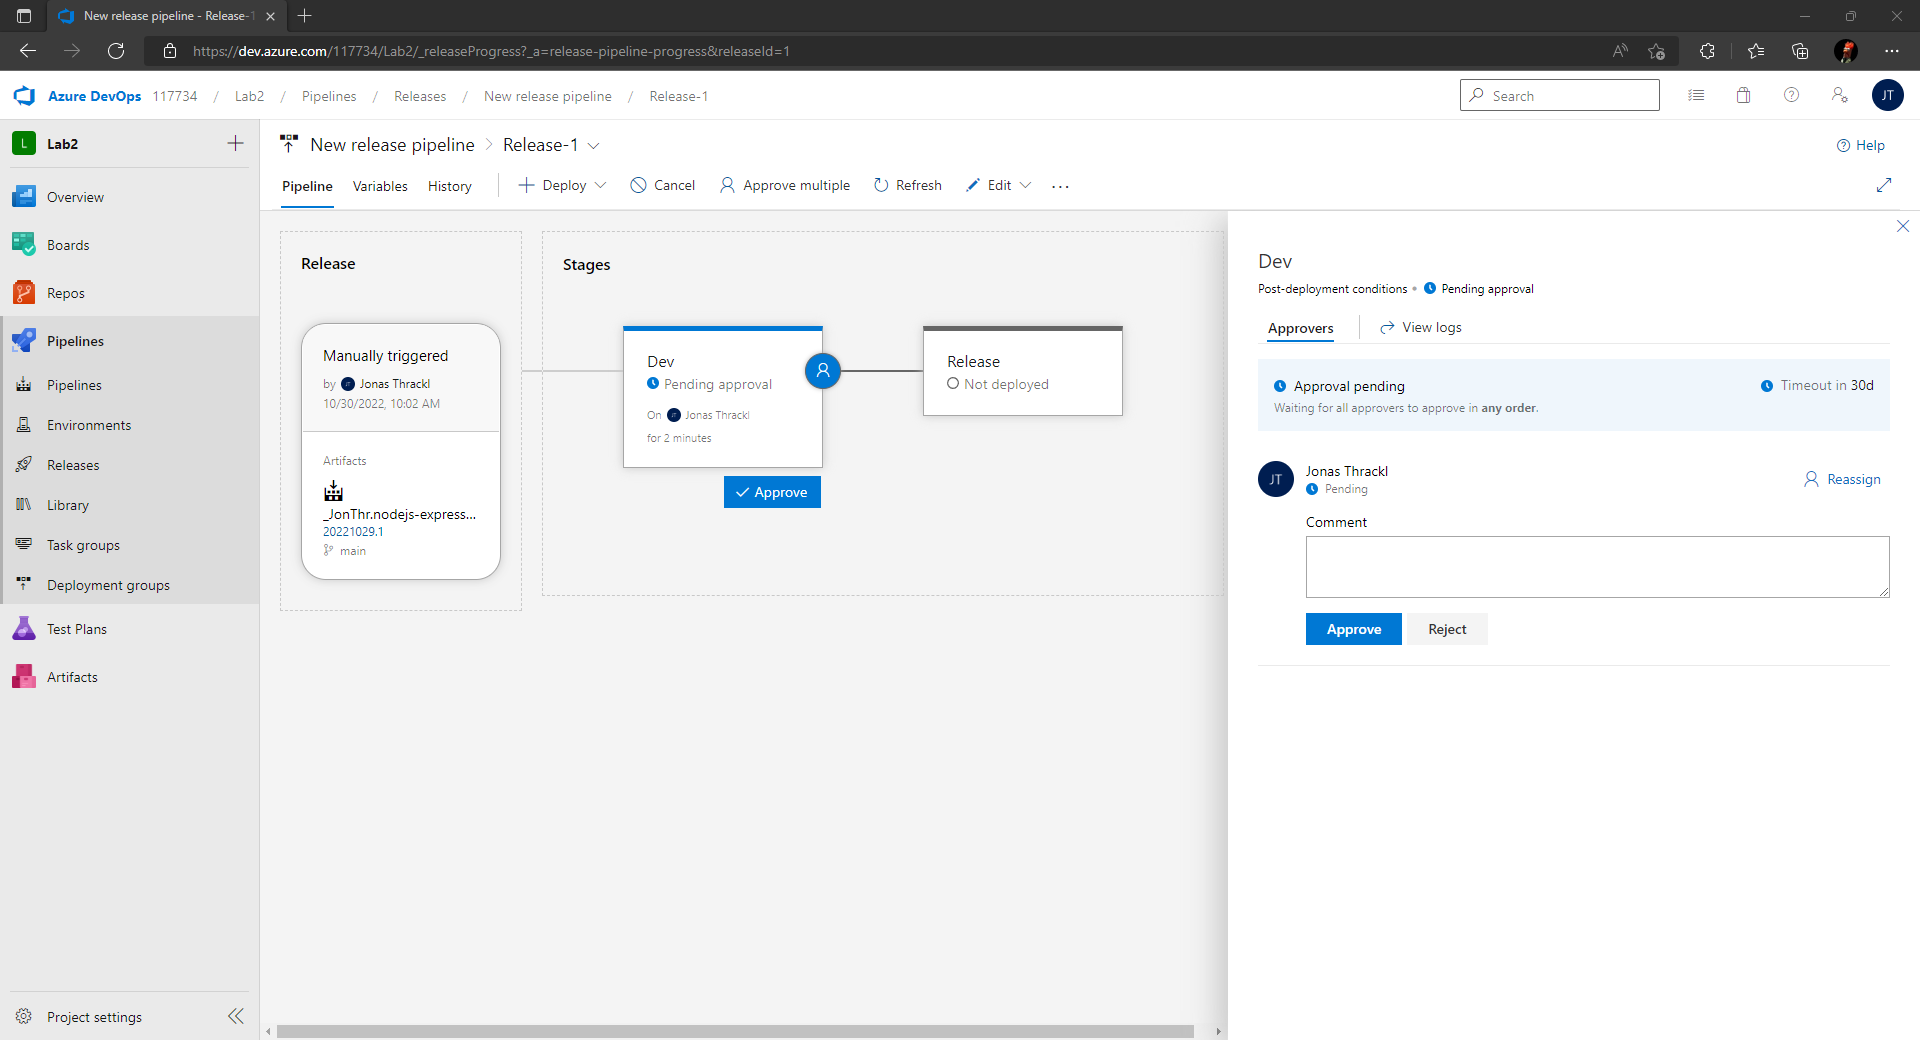 New release pipeline - Release-1
https://dev.azure.com/117734/Lab2/_releaseProgress?_a=release-pipeline-progress&releaseId=1
Azure DevOps 117734 / Lab2 / Pipelines / Releases / New release pipeline / Release-1
Search
JT
L Lab2
Overview
Boards
Repos
Pipelines
Pipelines
Environments
Releases
Library
Task groups
Deployment groups
Test Plans
Artifacts
Project settings
New release pipeline > Release-1
Help
Pipeline Variables History Deploy Cancel Approve multiple Refresh Edit ...
Release
Manually triggered
by JT Jonas Thrackl
10/30/2022, 10:02 AM
Artifacts
_JonThr.nodejs-express...
20221029.1
main
Stages
Dev
Pending approval
On JT Jonas Thrackl
for 2 minutes
Approve
Release
Not deployed
Dev
Post-deployment conditions • Pending approval
Approvers View logs
Approval pending Timeout in 30d
Waiting for all approvers to approve in any order.
JT Jonas Thrackl
Pending
Reassign
Comment
Approve Reject